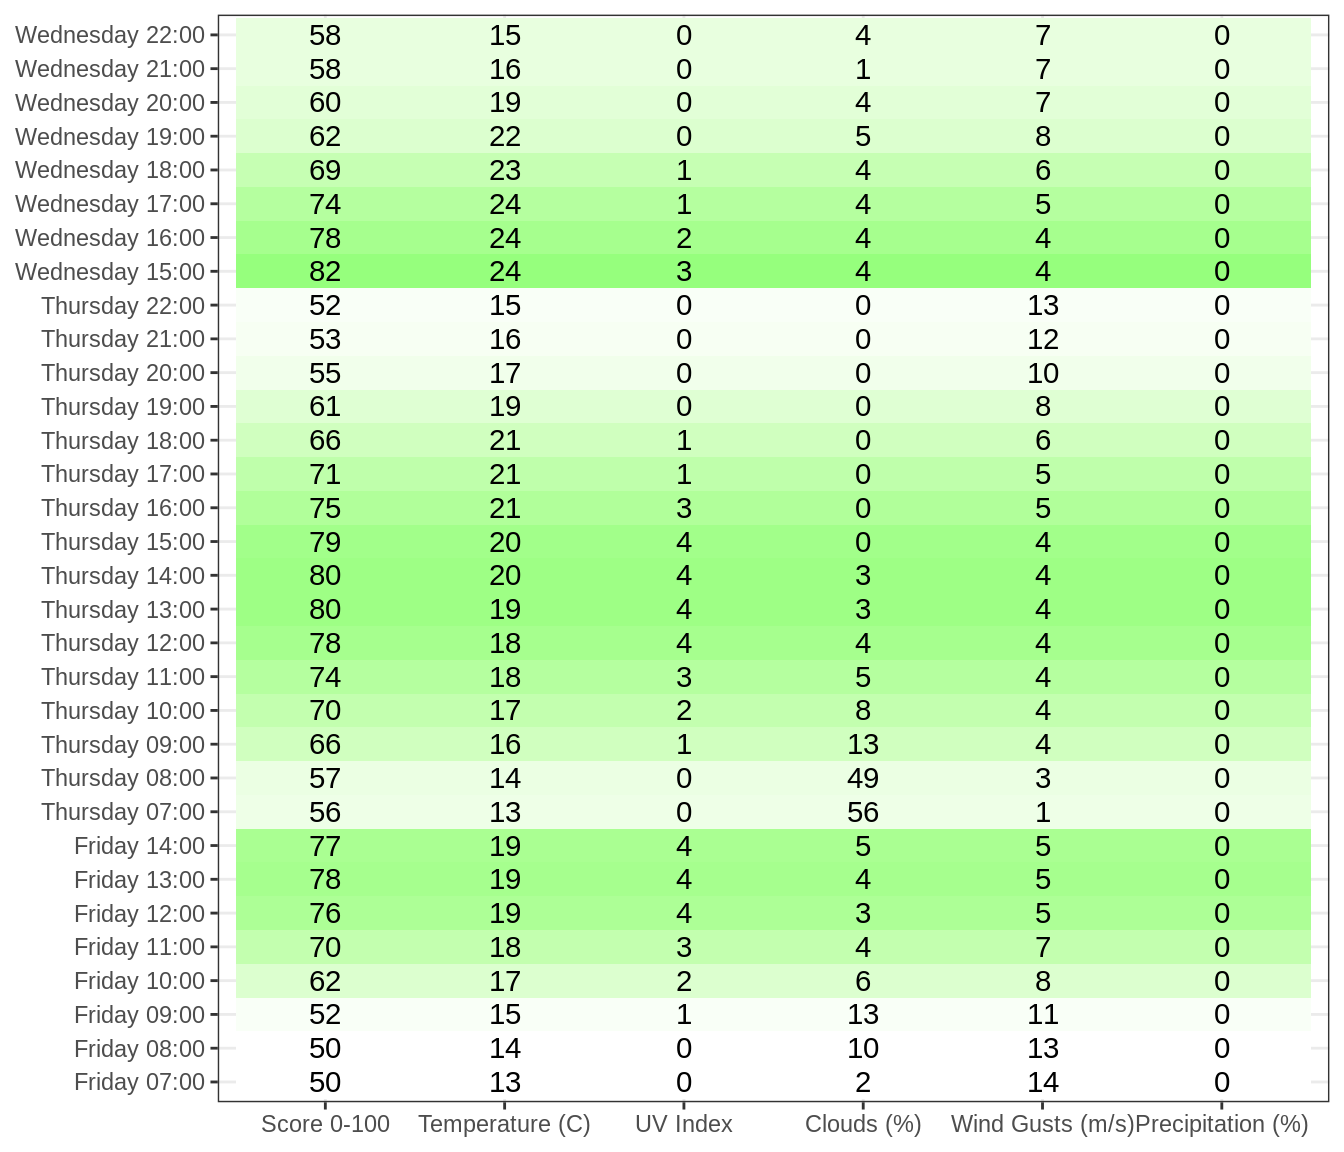 Wednesday 22:00 58 15 0 4 7 0
Wednesday 21:00 58 16 0 1 7 0
Wednesday 20:00 60 19 0 4 7 0
Wednesday 19:00 62 22 0 5 8 0
Wednesday 18:00 69 23 1 4 6 0
Wednesday 17:00 74 24 1 4 5 0
Wednesday 16:00 78 24 2 4 4 0
Wednesday 15:00 82 24 3 4 4 0
Thursday 22:00 52 15 0 0 13 0
Thursday 21:00 53 16 0 0 12 0
Thursday 20:00 55 17 0 0 10 0
Thursday 19:00 61 19 0 0 8 0
Thursday 18:00 66 21 1 0 6 0
Thursday 17:00 71 21 1 0 5 0
Thursday 16:00 75 21 3 0 5 0
Thursday 15:00 79 20 4 0 4 0
Thursday 14:00 80 20 4 3 4 0
Thursday 13:00 80 19 4 3 4 0
Thursday 12:00 78 18 4 4 4 0
Thursday 11:00 74 18 3 5 4 0
Thursday 10:00 70 17 2 8 4 0
Thursday 09:00 66 16 1 13 4 0
Thursday 08:00 57 14 0 49 3 0
Thursday 07:00 56 13 0 56 1 0
Friday 14:00 77 19 4 5 5 0
Friday 13:00 78 19 4 4 5 0
Friday 12:00 76 19 4 3 5 0
Friday 11:00 70 18 3 4 7 0
Friday 10:00 62 17 2 6 8 0
Friday 09:00 52 15 1 13 11 0
Friday 08:00 50 14 0 10 13 0
Friday 07:00 50 13 0 2 14 0
Score 0-100 Temperature (C) UV Index Clouds (%) Wind Gusts (m/s) Precipitation (%)